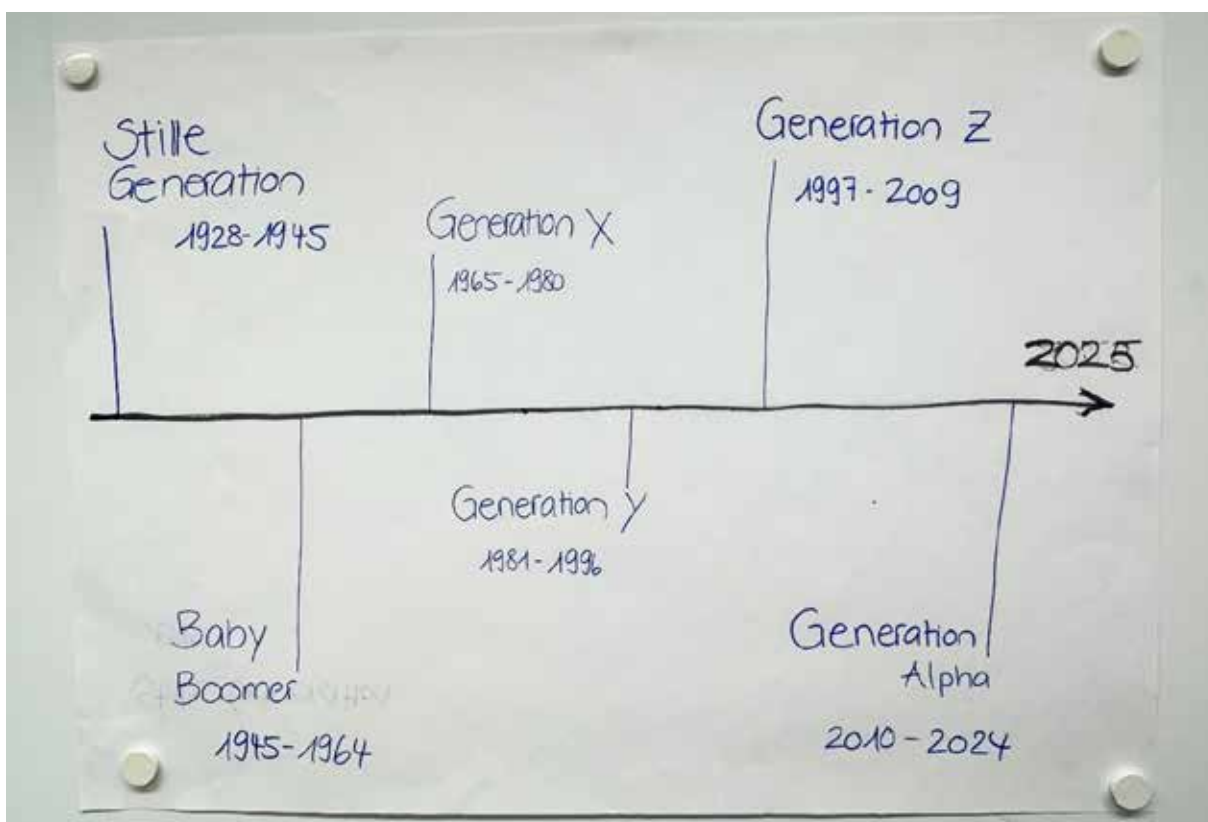 Stille
Generation
1928-1945
Generation X
1965-1980
Generation Z
1997-2009
2025
Generation Y
1981-1996
Baby
Boomer
1945-1964
Generation
Alpha
2010-2024